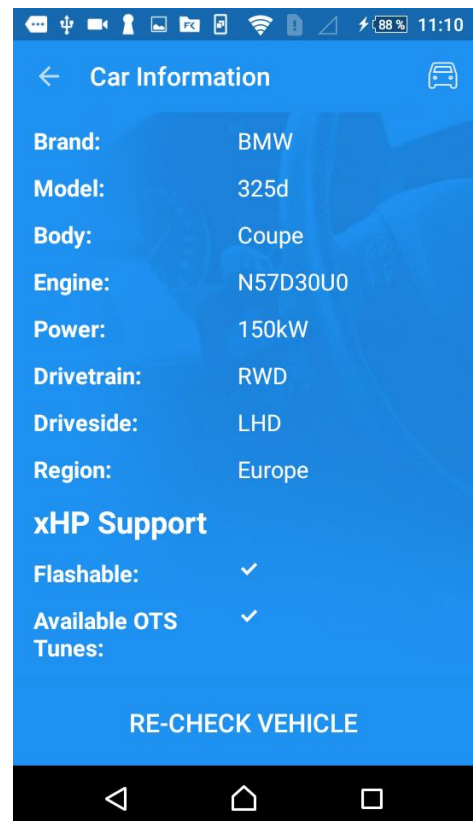 88 % 11:10
Car Information
Brand: BMW
Model: 325d
Body: Coupe
Engine: N57D30U0
Power: 150kW
Drivetrain: RWD
Driveside: LHD
Region: Europe
xHP Support
Flashable:
Available OTS
Tunes:
RE-CHECK VEHICLE